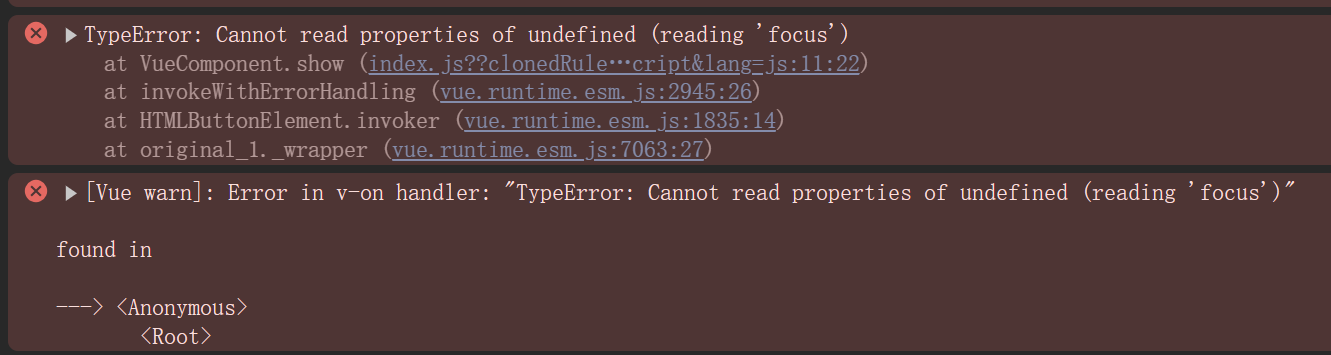 TypeError: Cannot read properties of undefined (reading 'focus')
at VueComponent.show (index.js??clonedRule…cript&lang=js:11:22)
at invokeWithErrorHandling (vue.runtime.esm.js:2945:26)
at HTMLButtonElement.invoker (vue.runtime.esm.js:1835:14)
at original_1._wrapper (vue.runtime.esm.js:7063:27)
[Vue warn]: Error in v-on handler: "TypeError: Cannot read properties of undefined (reading 'focus')"
found in
---> <Anonymous>
<Root>